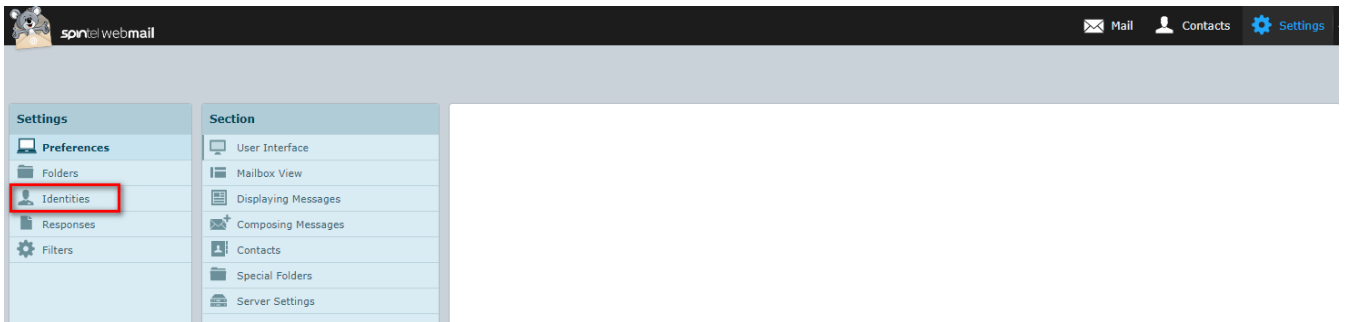 spintel webmail
Mail
Contacts
Settings
Settings
Preferences
Folders
Identities
Responses
Filters
Section
User Interface
Mailbox View
Displaying Messages
Composing Messages
Contacts
Special Folders
Server Settings